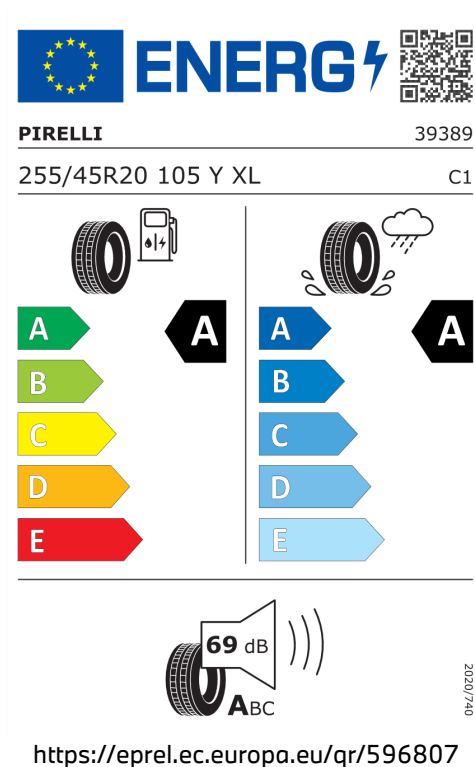 ENERG
PIRELLI 39389
255/45R20 105 Y XL C1
A A
B
C
D
E
A A
B
C
D
E
69 dB
ABC
2020/740
https://eprel.ec.europa.eu/qr/596807